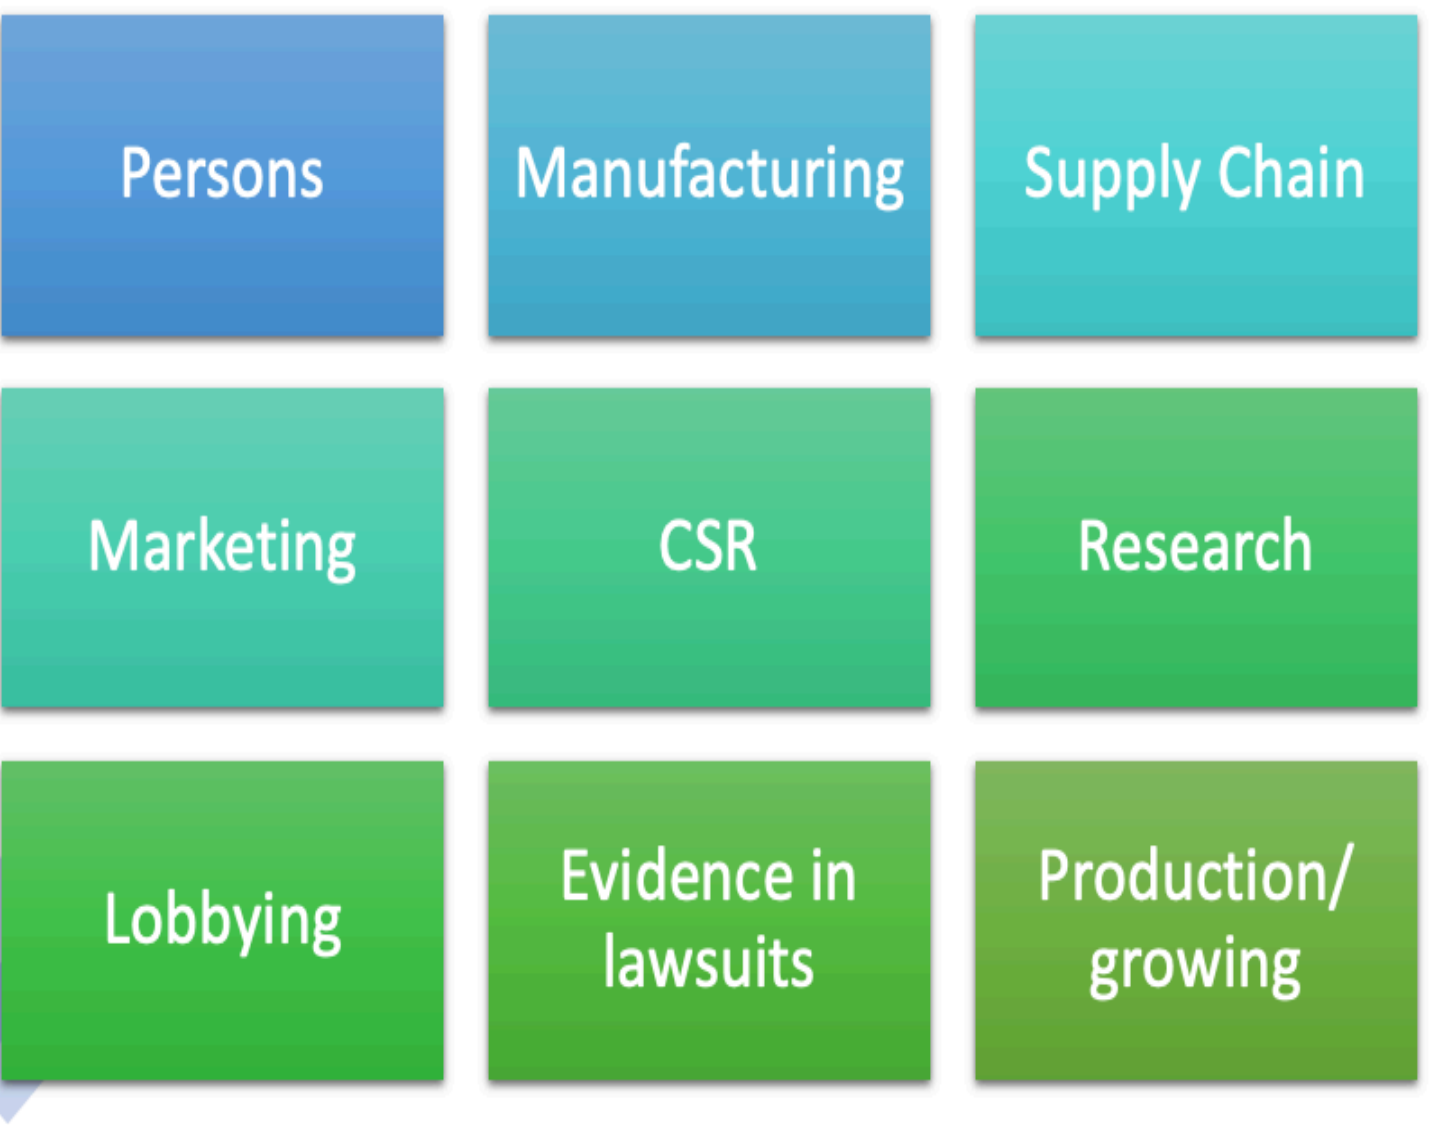 Persons
Manufacturing
Supply Chain
Marketing
CSR
Research
Lobbying
Evidence in
lawsuits
Production/
growing